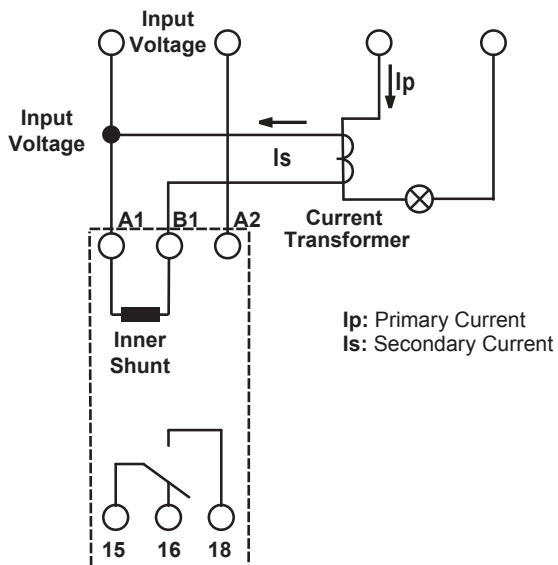 Input
Voltage
Ip
Input
Voltage
Is
A1 B1 A2
Current
Transformer
Inner
Shunt
Ip: Primary Current
Is: Secondary Current
15 16 18